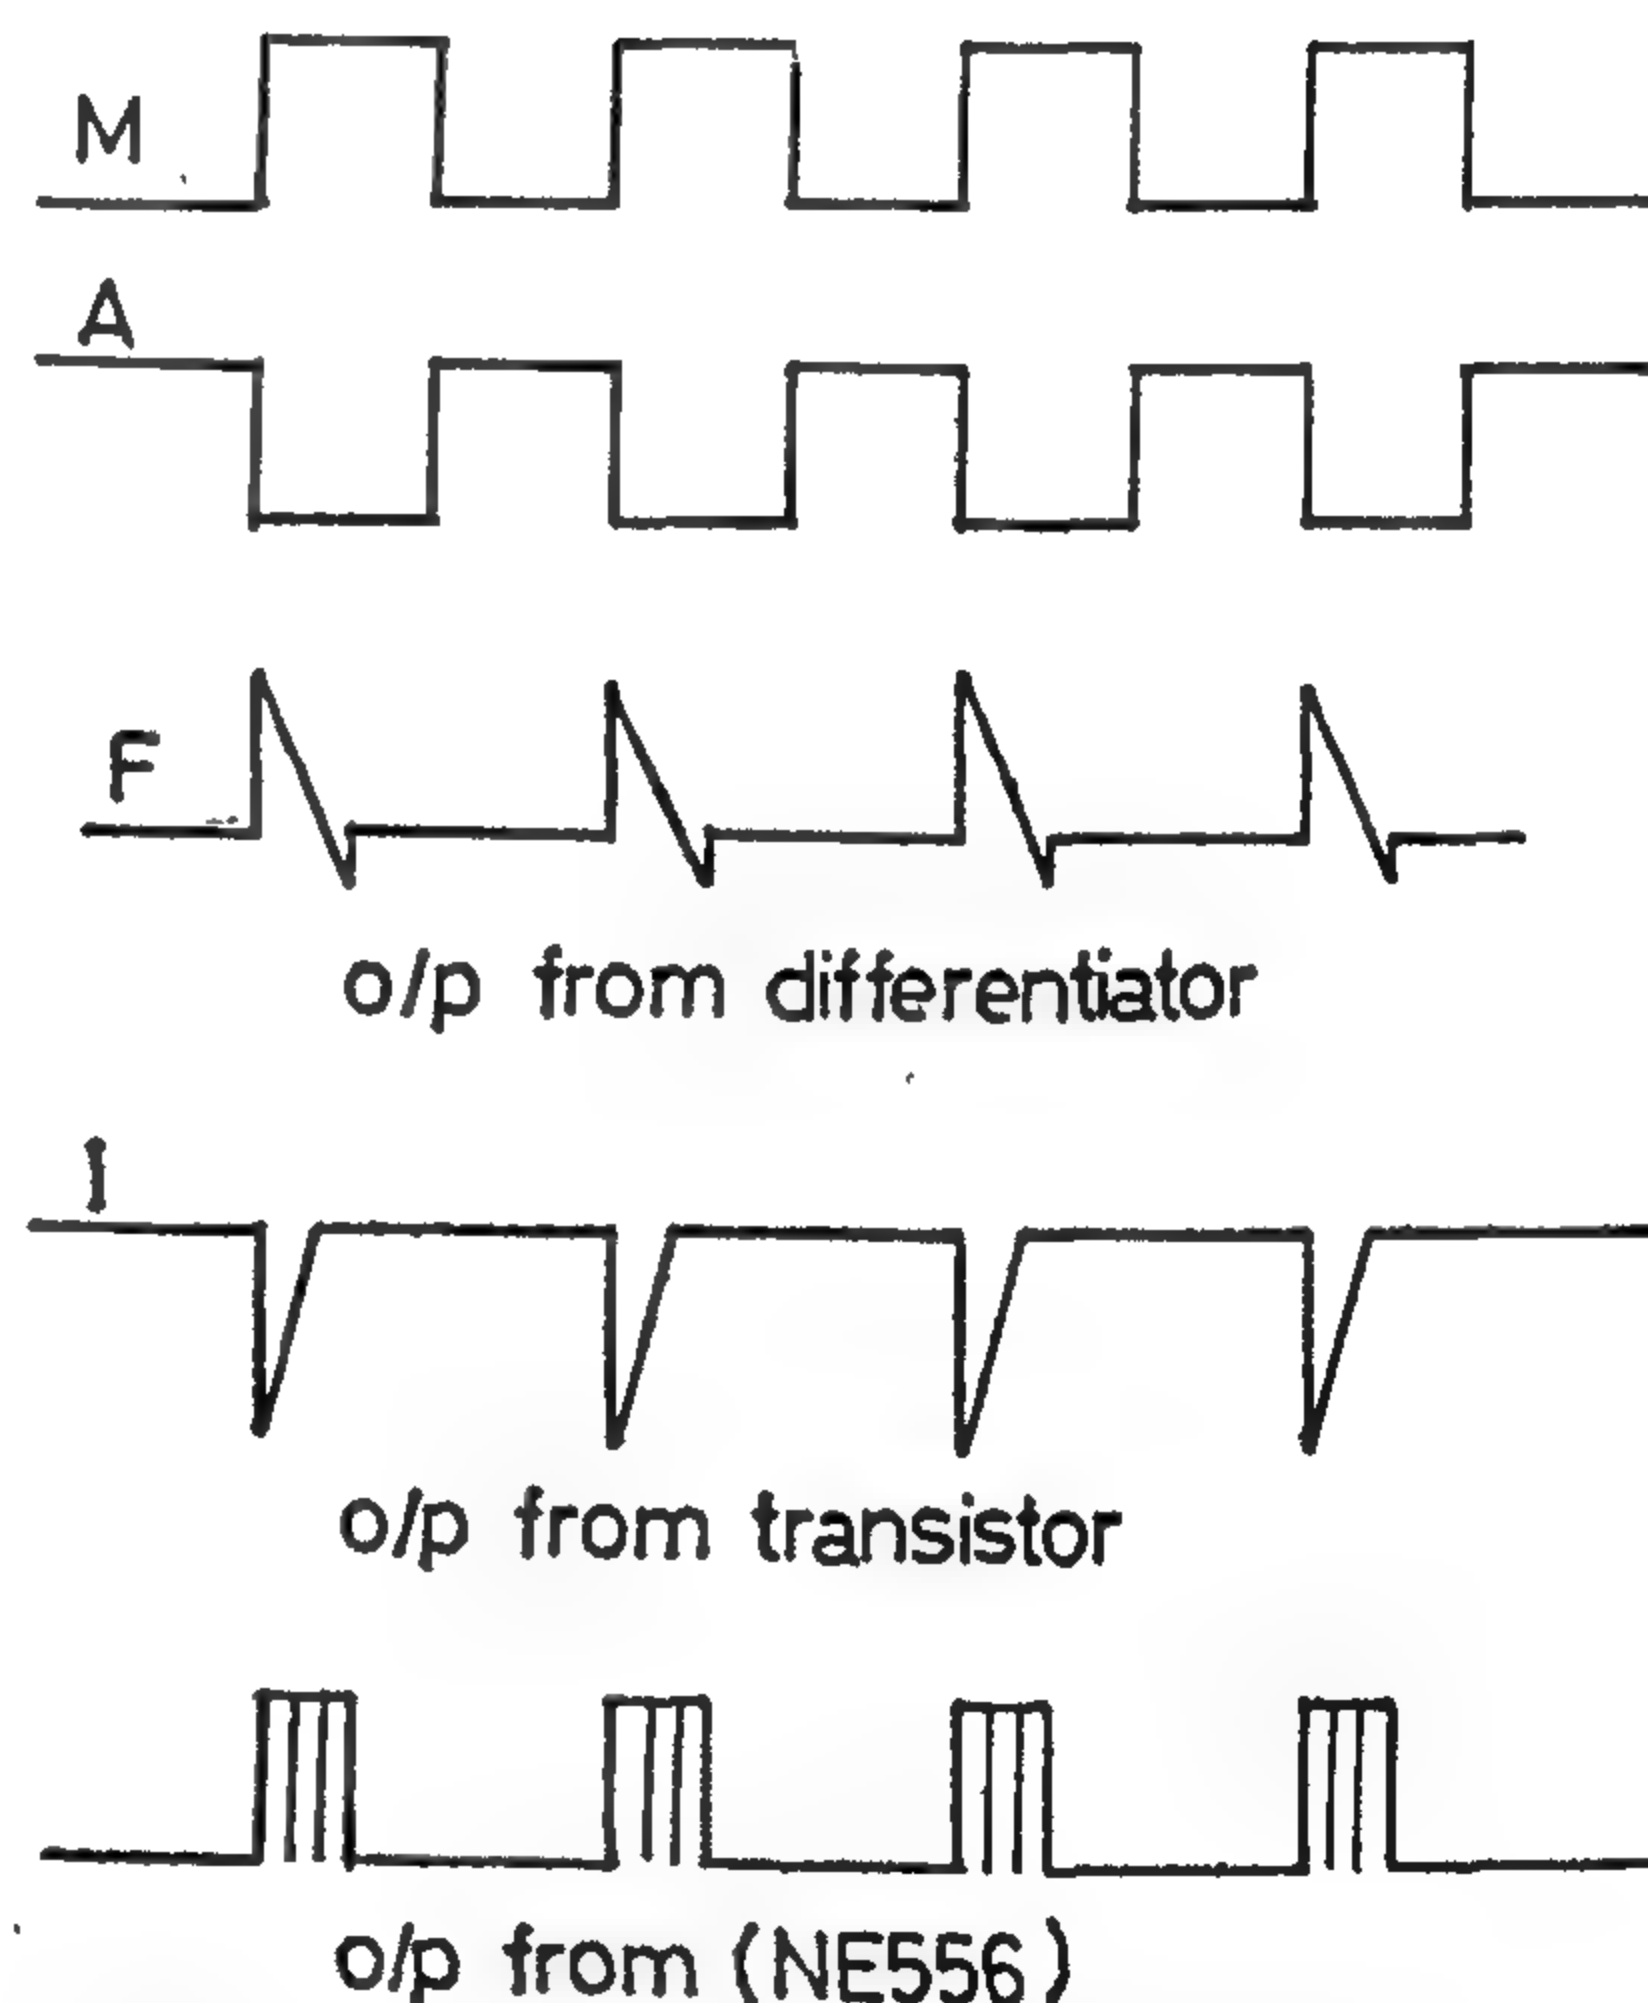 M
A
F
o/p from differentiator
I
o/p from transistor
o/p from (NE556)